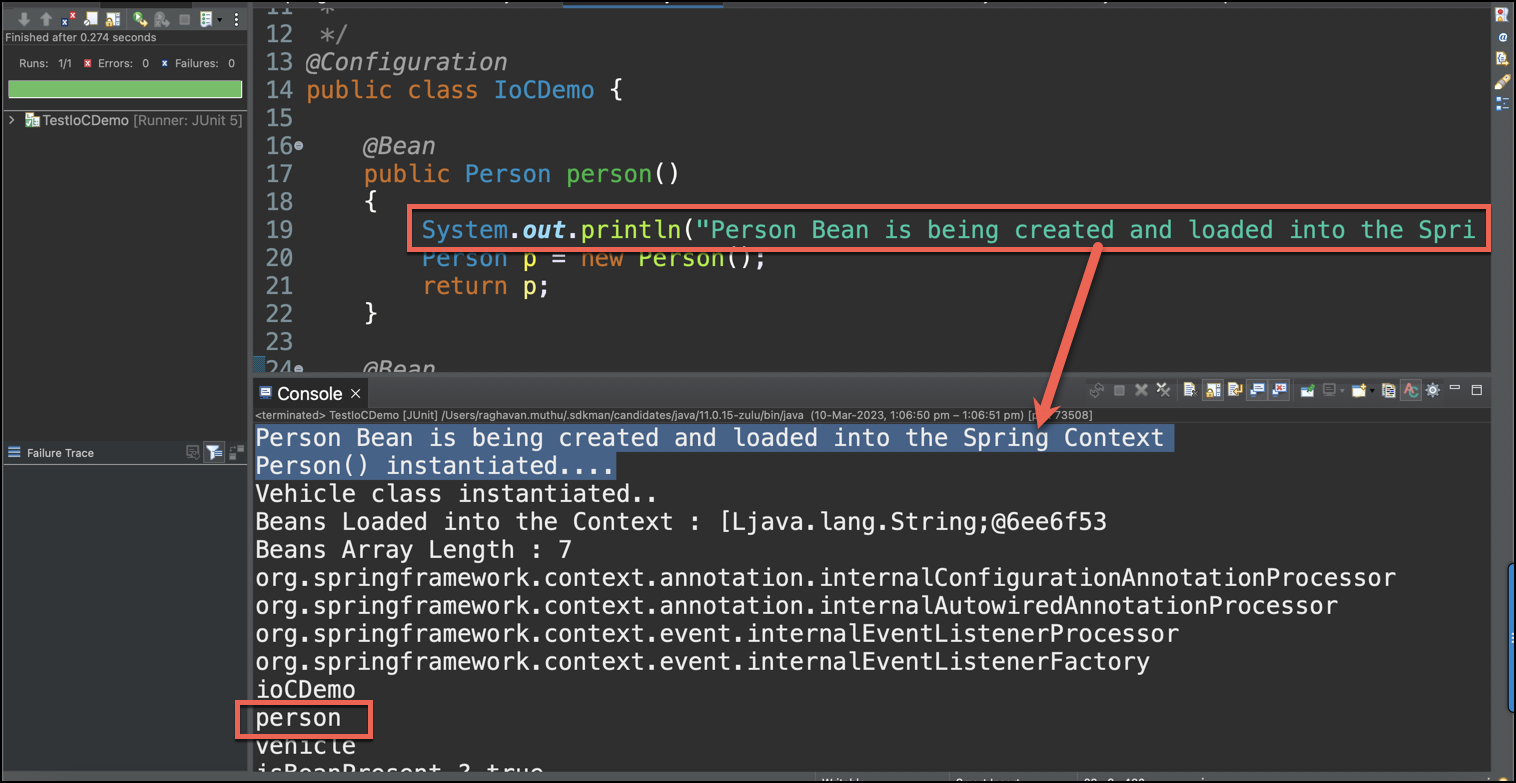 Finished after 0.274 seconds
Runs: 1/1 Errors: 0 Failures: 0
TestIoCDemo [Runner: JUnit 5]
Failure Trace
11 *
12 */
13 @Configuration
14 public class IoCDemo {
15
16 @Bean
17 public Person person()
18 {
19 System.out.println("Person Bean is being created and loaded into the Spri
20 Person p = new Person();
21 return p;
22 }
23
24 @Bean
Console
<terminated> TestIoCDemo [JUnit] /Users/raghavan.muthu/.sdkman/candidates/java/11.0.15-zulu/bin/java (10-Mar-2023, 1:06:50 pm – 1:06:51 pm) 73508]
Person Bean is being created and loaded into the Spring Context
Person() instantiated....
Vehicle class instantiated..
Beans Loaded into the Context : [Ljava.lang.String;@6ee6f53
Beans Array Length : 7
org.springframework.context.annotation.internalConfigurationAnnotationProcessor
org.springframework.context.annotation.internalAutowiredAnnotationProcessor
org.springframework.context.event.internalEventListenerProcessor
org.springframework.context.event.internalEventListenerFactory
ioCDemo
person
vehicle
isBeanPresent ? true